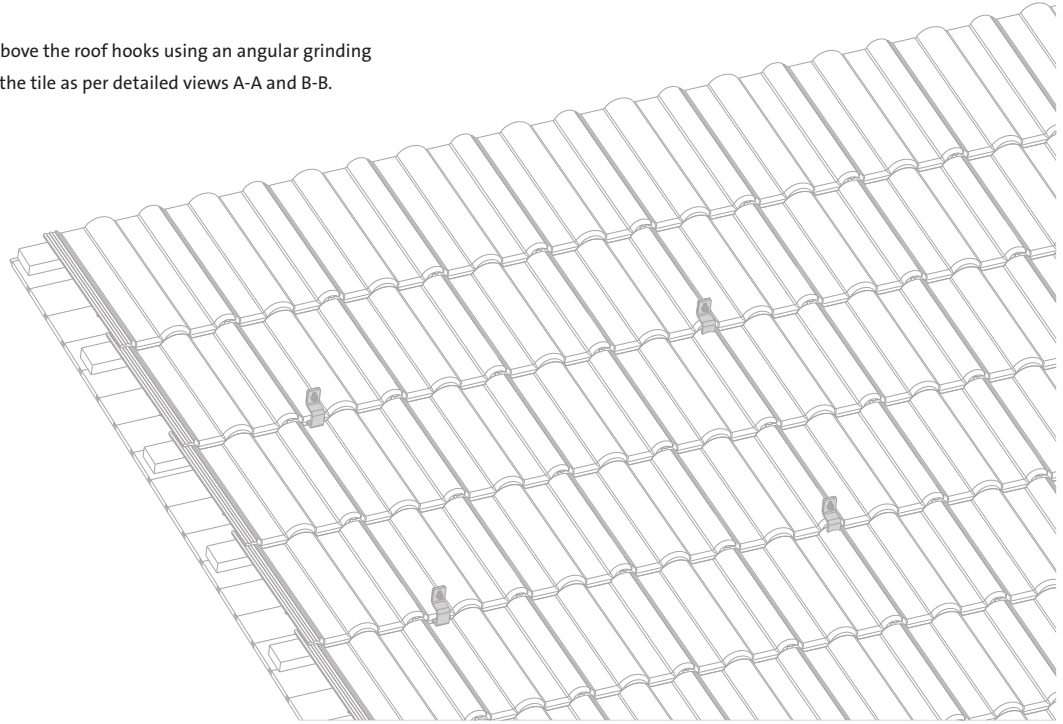 bove the roof hooks using an angular grinding
the tile as per detailed views A-A and B-B.